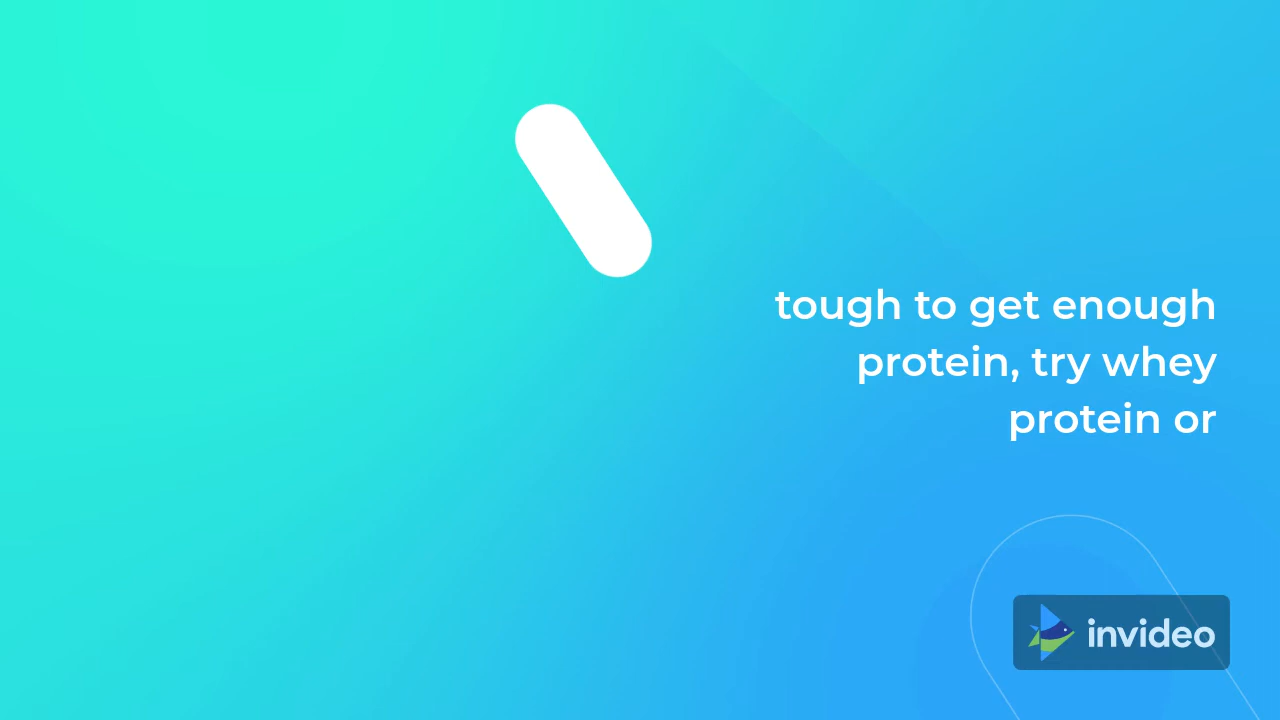 tough to get enough
protein, try whey
protein or
invideo